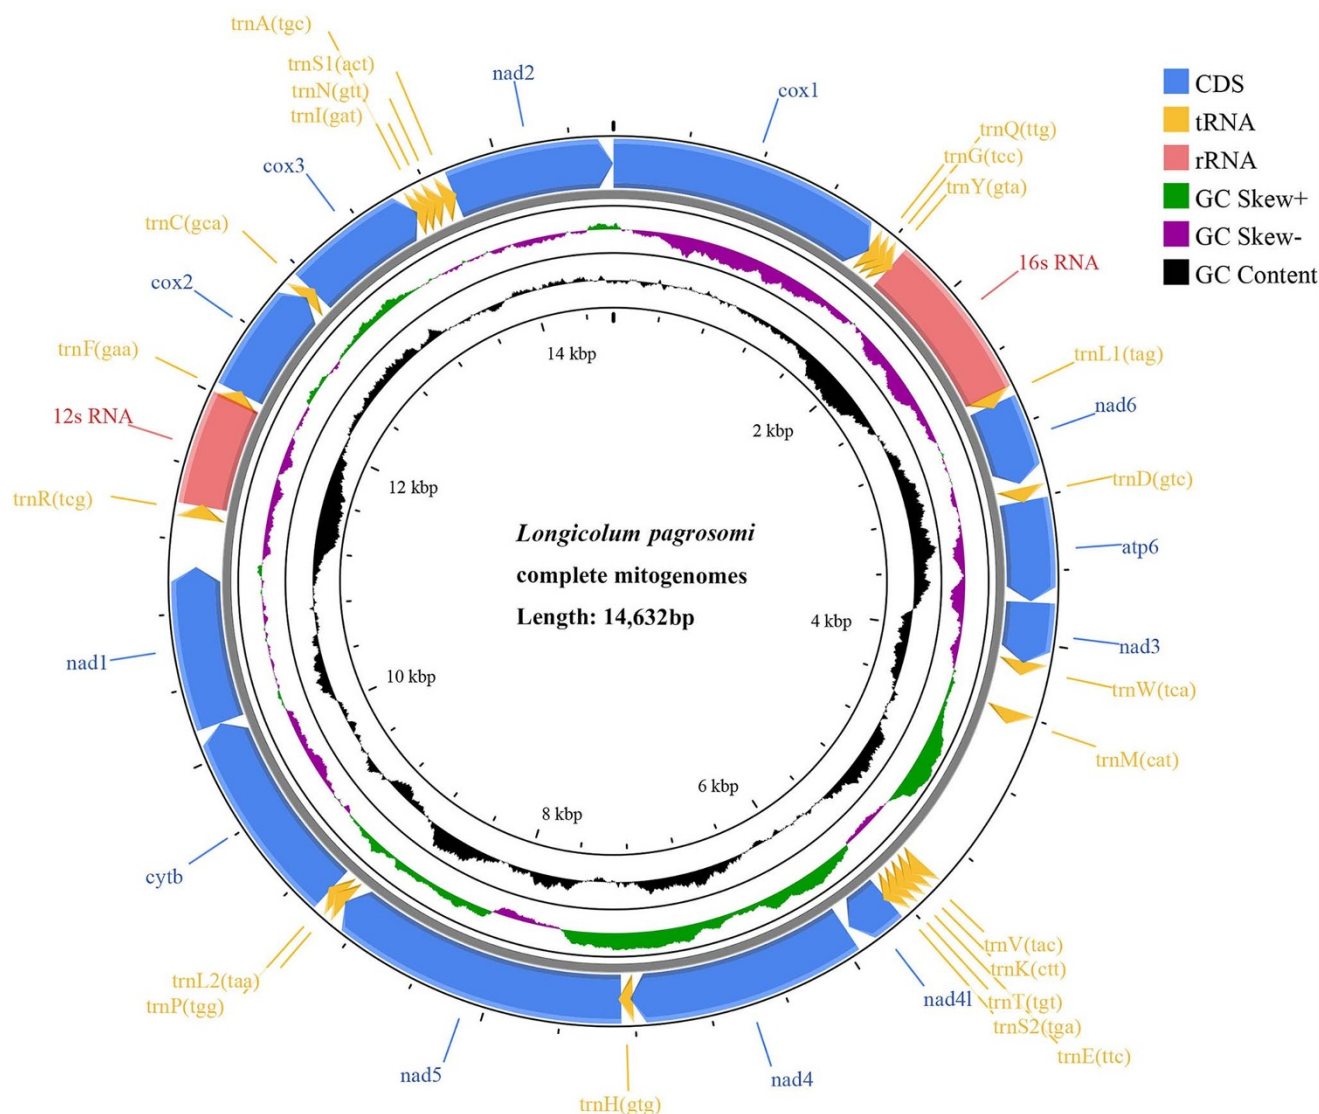 trnA(tgc)
trnS1(act)
trnN(gtt)
trnI(gat)
nad2
cox1
cox3
trnQ(ttg)
trnG(tcc)
trnY(gta)
trnC(gca)
cox2
16s RNA
trnF(gaa)
12s RNA
trnL1(tag)
nad6
trnR(tcg)
trnD(gtc)
atp6
nad3
trnW(tca)
trnM(cat)
nad1
cytb
trnL2(taa)
trnP(tgg)
nad5
trnH(gtg)
nad4
nad4l
trnV(tac)
trnK(ctt)
trnT(tgt)
trnS2(tga)
trnE(ttc)
14 kbp
2 kbp
12 kbp
4 kbp
10 kbp
6 kbp
8 kbp
Longicolum pagrosomi
complete mitogenomes
Length: 14,632bp
CDS
tRNA
rRNA
GC Skew+
GC Skew-
GC Content